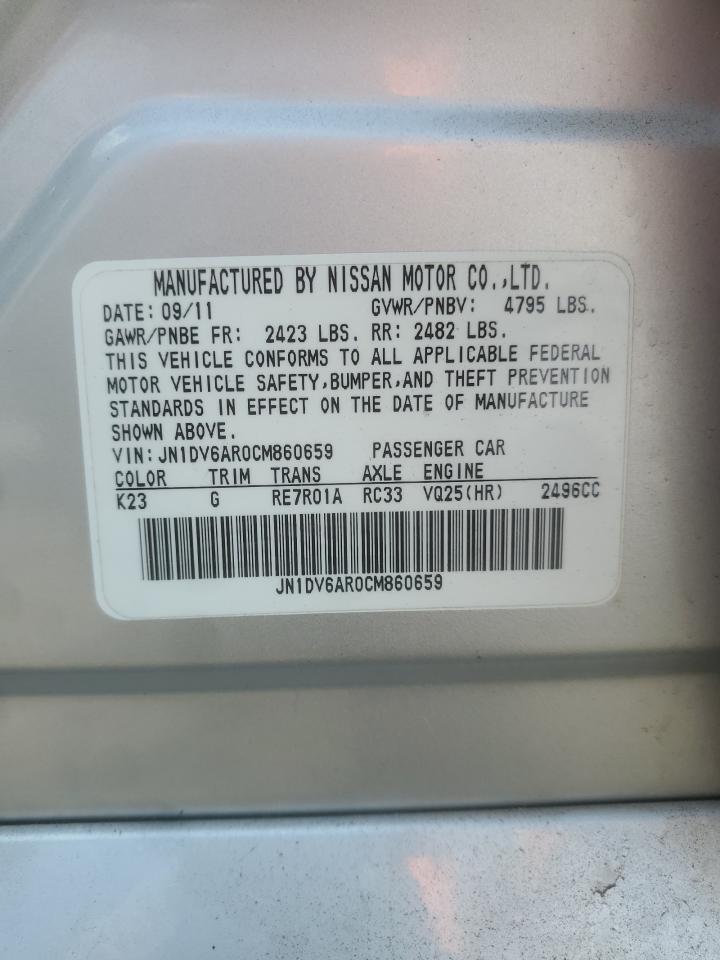 MANUFACTURED BY NISSAN MOTOR CO.,LTD.
DATE: 09/11 GVWR/PNBV: 4795 LBS.
GAWR/PNBE FR: 2423 LBS. RR: 2482 LBS.
THIS VEHICLE CONFORMS TO ALL APPLICABLE FEDERAL
MOTOR VEHICLE SAFETY,BUMPER,AND THEFT PREVENTION
STANDARDS IN EFFECT ON THE DATE OF MANUFACTURE
SHOWN ABOVE.
VIN:JN1DV6AR0CM860659 PASSENGER CAR
COLOR TRIM TRANS AXLE ENGINE
K23 G RE7R01A RC33 VQ25(HR) 2496CC
JN1DV6AR0CM860659